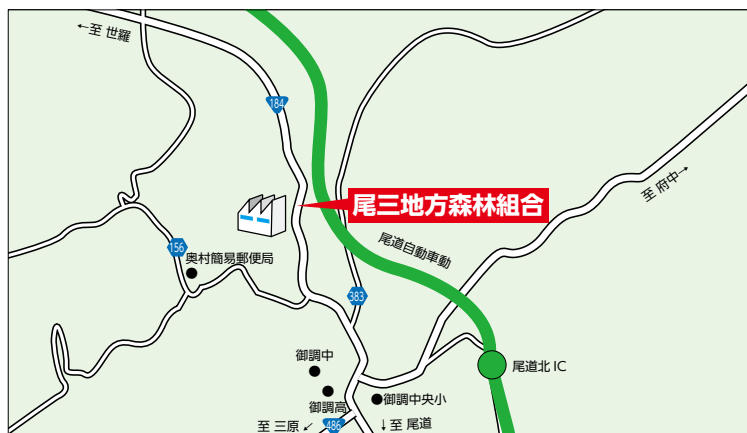 ←至 世羅
184
尾三地方森林組合
至 府中→
156
奥村簡易郵便局
尾道自動車動
383
御調中
尾道北 IC
御調高
御調中央小
至 三原↙
486
↓至 尾道